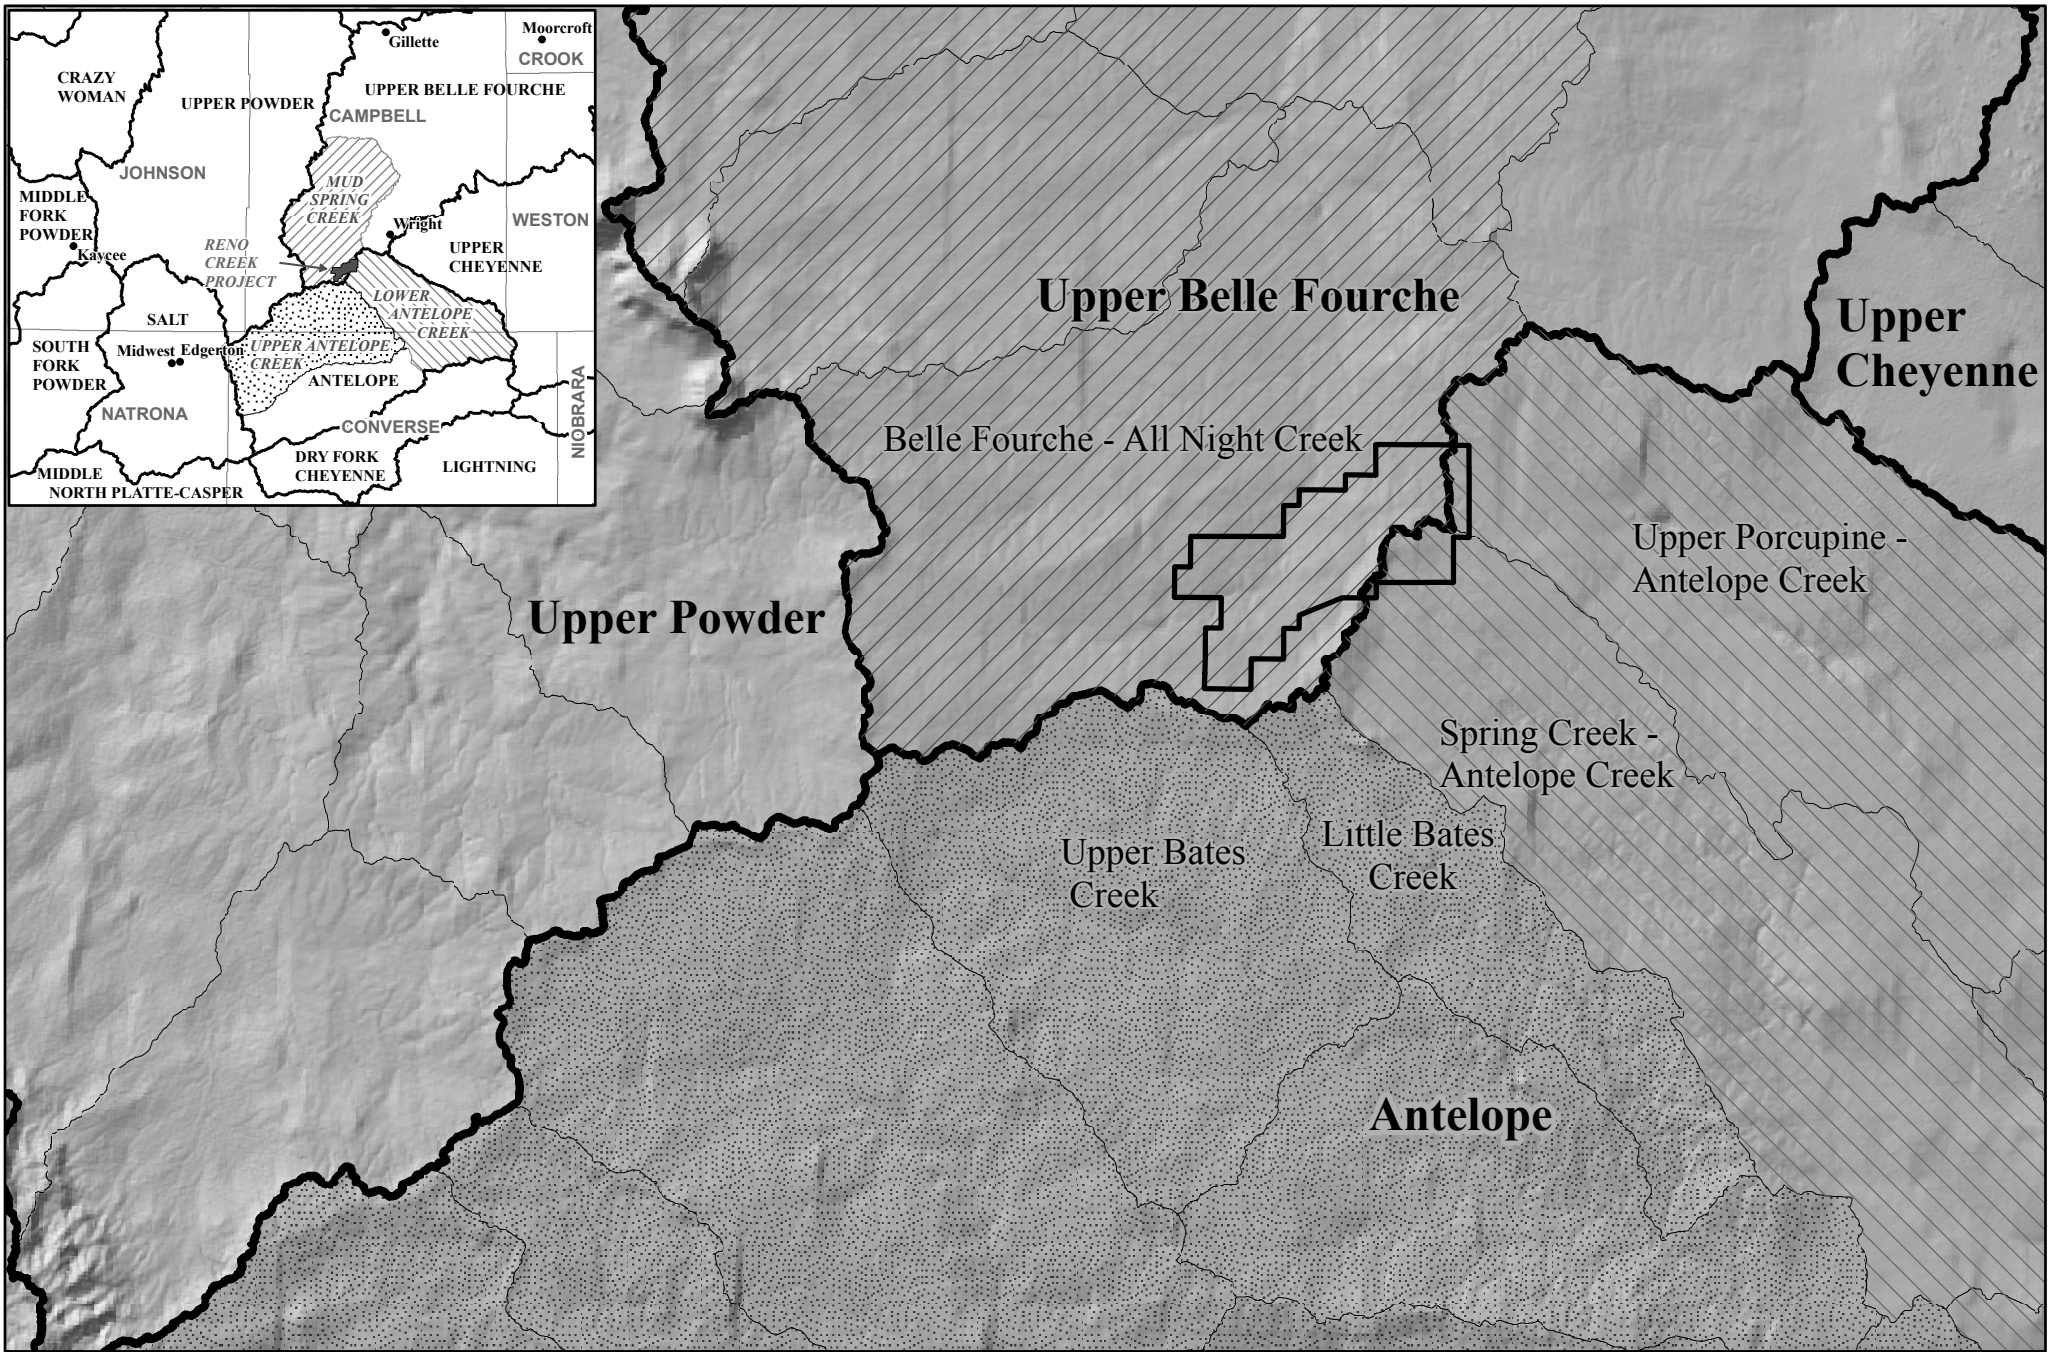 Gillette
Moorcroft
CROOK
CRAZY
WOMAN
UPPER POWDER
UPPER BELLE FOURCHE
CAMPBELL
JOHNSON
MUD
SPRING
CREEK
MIDDLE
FORK
POWDER
Kaycee
WESTON
Wright
RENO
CREEK
PROJECT
UPPER
CHEYENNE
LOWER
ANTELOPE
CREEK
SALT
SOUTH
FORK
POWDER
Midwest
Edgerton
UPPER ANTELOPE
CREEK
ANTELOPE
NATRONA
CONVERSE
NIOBRARA
DRY FORK
CHEYENNE
LIGHTNING
MIDDLE
NORTH PLATTE-CASPER
Upper Belle Fourche
Upper
Cheyenne
Belle Fourche - All Night Creek
Upper Porcupine -
Antelope Creek
Upper Powder
Spring Creek -
Antelope Creek
Upper Bates
Creek
Little Bates
Creek
Antelope